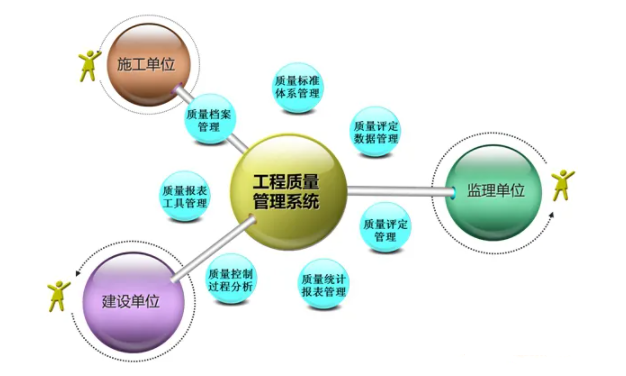 施工单位
质量标准
体系管理
质量档案
管理
质量评定
数据管理
工程质量
管理系统
质量报表
工具管理
监理单位
质量评定
管理
质量控制
过程分析
质量统计
报表管理
建设单位